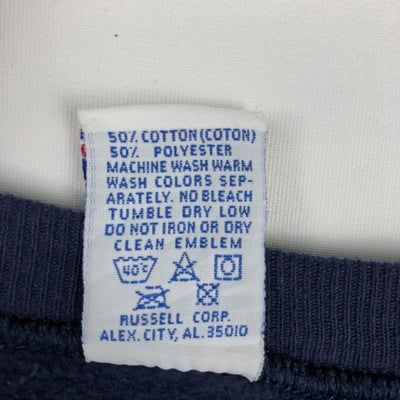 50% COTTON(COTON)
50% POLYESTER
MACHINE WASH WARM
WASH COLORS SEP-
ARATELY. NO BLEACH
TUMBLE DRY LOW
DO NOT IRON OR DRY
CLEAN EMBLEM
40°C
RUSSELL CORP.
ALEX. CITY, AL. 35010